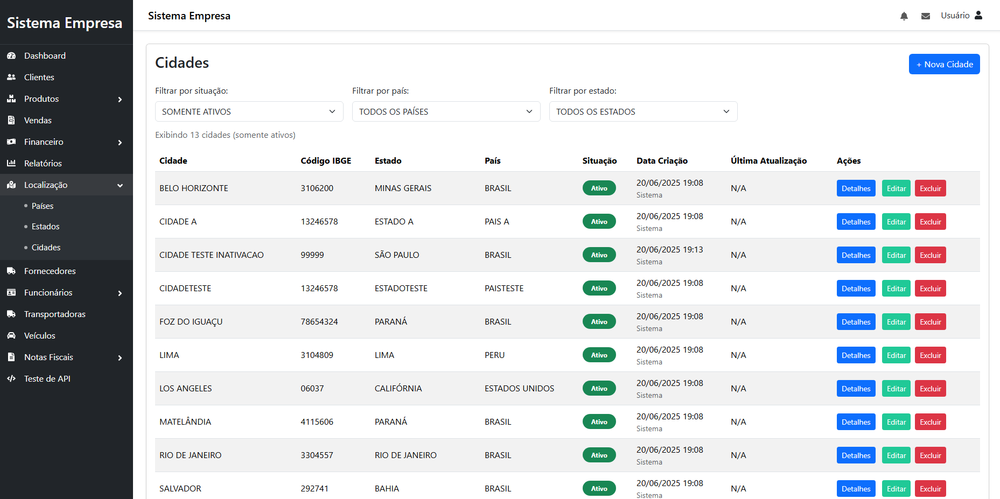 Sistema Empresa
Dashboard
Clientes
Produtos
Vendas
Financeiro
Relatórios
Localização
Países
Estados
Cidades
Fornecedores
Funcionários
Transportadoras
Veículos
Notas Fiscais
Teste de API
Sistema Empresa
Usuário
Cidades
+ Nova Cidade
Filtrar por situação: Filtrar por país: Filtrar por estado:
SOMENTE ATIVOS TODOS OS PAÍSES TODOS OS ESTADOS
Exibindo 13 cidades (somente ativos)
Cidade Código IBGE Estado País Situação Data Criação Última Atualização Ações
BELO HORIZONTE 3106200 MINAS GERAIS BRASIL Ativo 20/06/2025 19:08 N/A Detalhes Editar Excluir
Sistema
CIDADE A 13246578 ESTADO A PAIS A Ativo 20/06/2025 19:08 N/A Detalhes Editar Excluir
Sistema
CIDADE TESTE INATIVACAO 99999 SÃO PAULO BRASIL Ativo 20/06/2025 19:13 N/A Detalhes Editar Excluir
Sistema
CIDADETESTE 13246578 ESTADOTESTE PAISTESTE Ativo 20/06/2025 19:08 N/A Detalhes Editar Excluir
Sistema
FOZ DO IGUAÇU 78654324 PARANÁ BRASIL Ativo 20/06/2025 19:08 N/A Detalhes Editar Excluir
Sistema
LIMA 3104809 LIMA PERU Ativo 20/06/2025 19:08 N/A Detalhes Editar Excluir
Sistema
LOS ANGELES 06037 CALIFÓRNIA ESTADOS UNIDOS Ativo 20/06/2025 19:08 N/A Detalhes Editar Excluir
Sistema
MATELÂNDIA 4115606 PARANÁ BRASIL Ativo 20/06/2025 19:08 N/A Detalhes Editar Excluir
Sistema
RIO DE JANEIRO 3304557 RIO DE JANEIRO BRASIL Ativo 20/06/2025 19:08 N/A Detalhes Editar Excluir
Sistema
SALVADOR 292741 BAHIA BRASIL Ativo 20/06/2025 19:08 N/A Detalhes Editar Excluir
Sistema